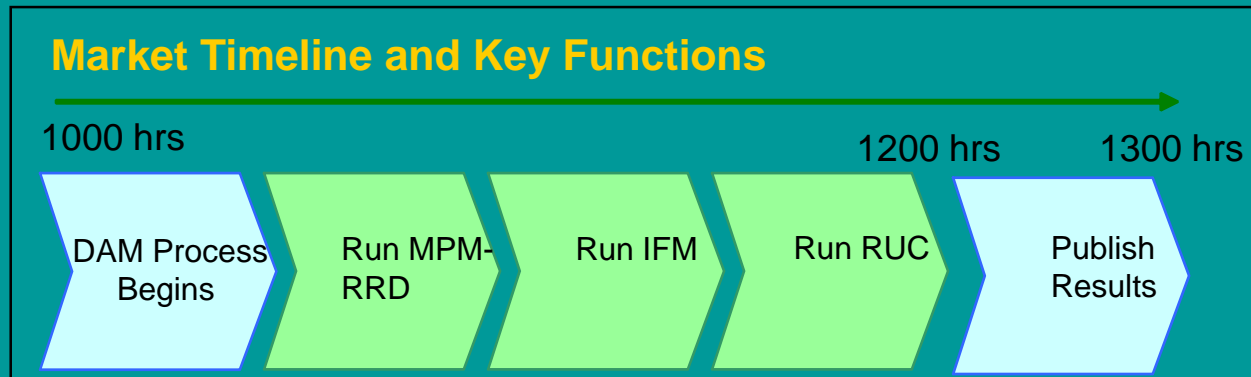 Market Timeline and Key Functions
1000 hrs
1200 hrs
1300 hrs
DAM Process
Begins
Run MPM-
RRD
Run IFM
Run RUC
Publish
Results